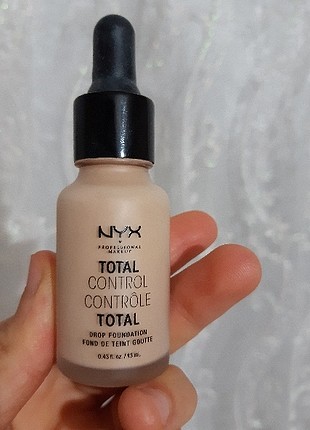 NYX
PROFESSIONAL
MAKEUP
TOTAL
CONTROL
CONTRÔLE
TOTAL
DROP FOUNDATION
FOND DE TEINT GOUTTE
0.43 fl oz / 13 mL